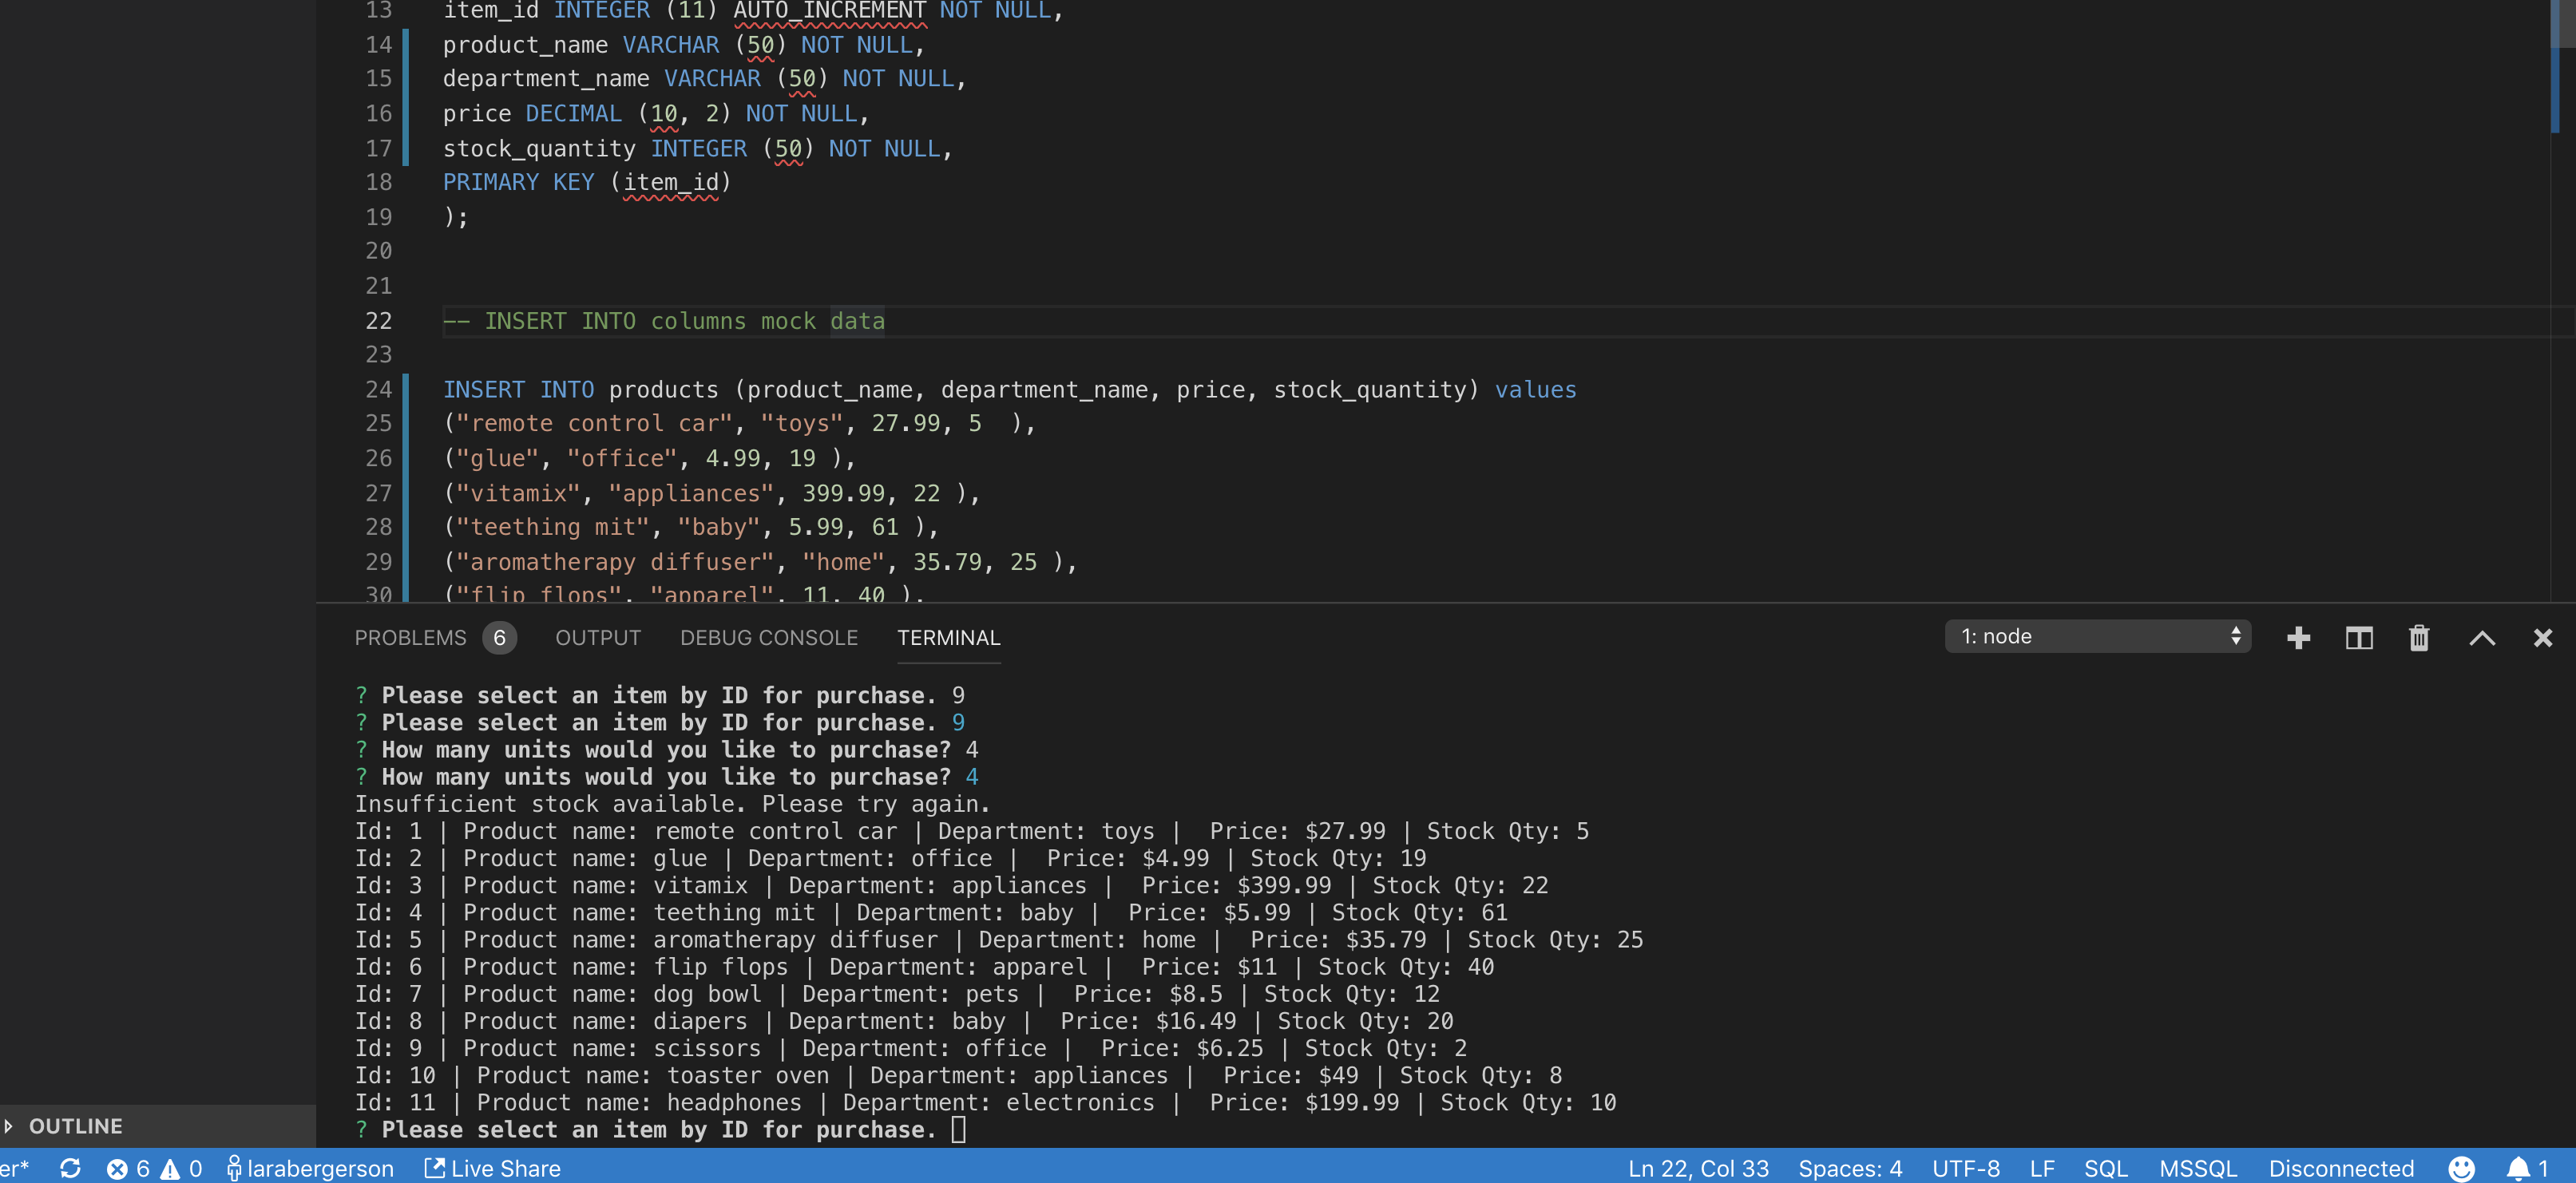 13 item_id INTEGER (11) AUTO_INCREMENT NOT NULL,
14 product_name VARCHAR (50) NOT NULL,
15 department_name VARCHAR (50) NOT NULL,
16 price DECIMAL (10, 2) NOT NULL,
17 stock_quantity INTEGER (50) NOT NULL,
18 PRIMARY KEY (item_id)
19 );
20
21
22 -- INSERT INTO columns mock data
23
24 INSERT INTO products (product_name, department_name, price, stock_quantity) values
25 ("remote control car", "toys", 27.99, 5  ),
26 ("glue", "office", 4.99, 19 ),
27 ("vitamix", "appliances", 399.99, 22 ),
28 ("teething mit", "baby", 5.99, 61 ),
29 ("aromatherapy diffuser", "home", 35.79, 25 ),
30 ("flip flops", "apparel", 11, 40 ),
PROBLEMS 6 OUTPUT DEBUG CONSOLE TERMINAL 1: node
? Please select an item by ID for purchase. 9
? Please select an item by ID for purchase. 9
? How many units would you like to purchase? 4
? How many units would you like to purchase? 4
Insufficient stock available. Please try again.
Id: 1 | Product name: remote control car | Department: toys |  Price: $27.99 | Stock Qty: 5
Id: 2 | Product name: glue | Department: office |  Price: $4.99 | Stock Qty: 19
Id: 3 | Product name: vitamix | Department: appliances |  Price: $399.99 | Stock Qty: 22
Id: 4 | Product name: teething mit | Department: baby |  Price: $5.99 | Stock Qty: 61
Id: 5 | Product name: aromatherapy diffuser | Department: home |  Price: $35.79 | Stock Qty: 25
Id: 6 | Product name: flip flops | Department: apparel |  Price: $11 | Stock Qty: 40
Id: 7 | Product name: dog bowl | Department: pets |  Price: $8.5 | Stock Qty: 12
Id: 8 | Product name: diapers | Department: baby |  Price: $16.49 | Stock Qty: 20
Id: 9 | Product name: scissors | Department: office |  Price: $6.25 | Stock Qty: 2
Id: 10 | Product name: toaster oven | Department: appliances |  Price: $49 | Stock Qty: 8
Id: 11 | Product name: headphones | Department: electronics |  Price: $199.99 | Stock Qty: 10
? Please select an item by ID for purchase.
OUTLINE
er* 6 0 larabergerson Live Share Ln 22, Col 33 Spaces: 4 UTF-8 LF SQL MSSQL Disconnected 1